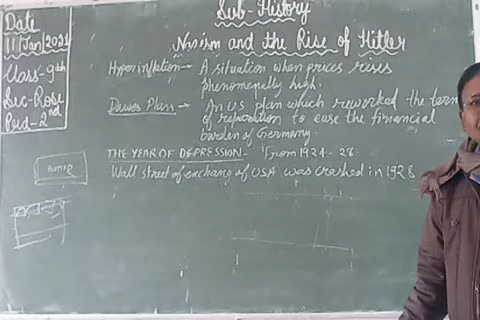 Sub- History
Date
11/Jan/2021
Class-9th
Sec-Rose
Pud-2nd
Nazism and the Rise of Hitler
Hyperinflation→ A situation when prices rises
phenomenally high.
Dawes Plan→ An US plan which reworked the term
of reparation to ease the financial
burden of Germany.
THE YEAR OF DEPRESSION- From 1924-28.
Wall street of exchang of USA was crashed in 1928